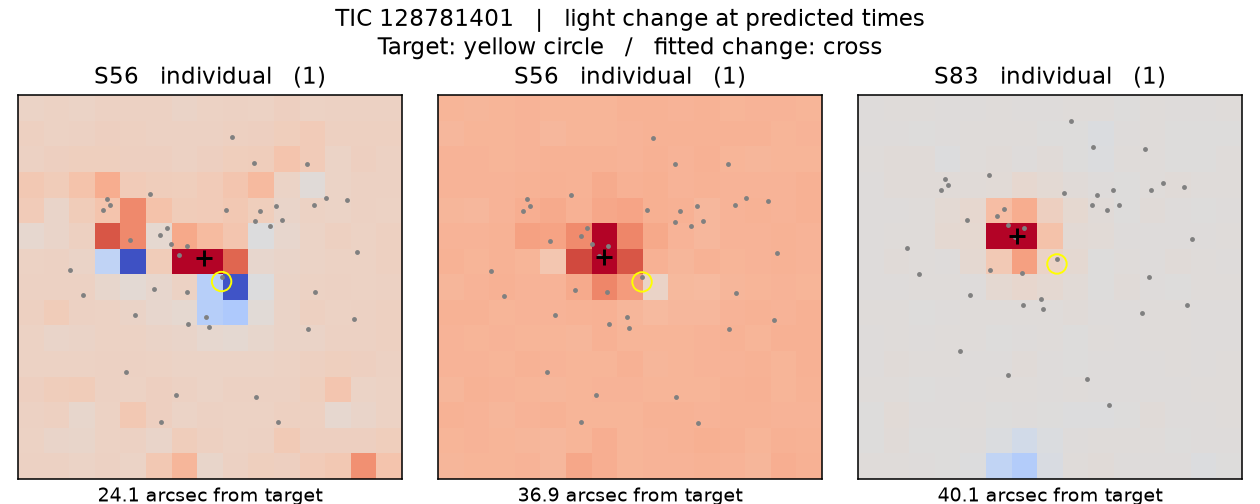 TIC 128781401   |   light change at predicted times
Target: yellow circle   /   fitted change: cross
S56   individual   (1)
S56   individual   (1)
S83   individual   (1)
24.1 arcsec from target
36.9 arcsec from target
40.1 arcsec from target